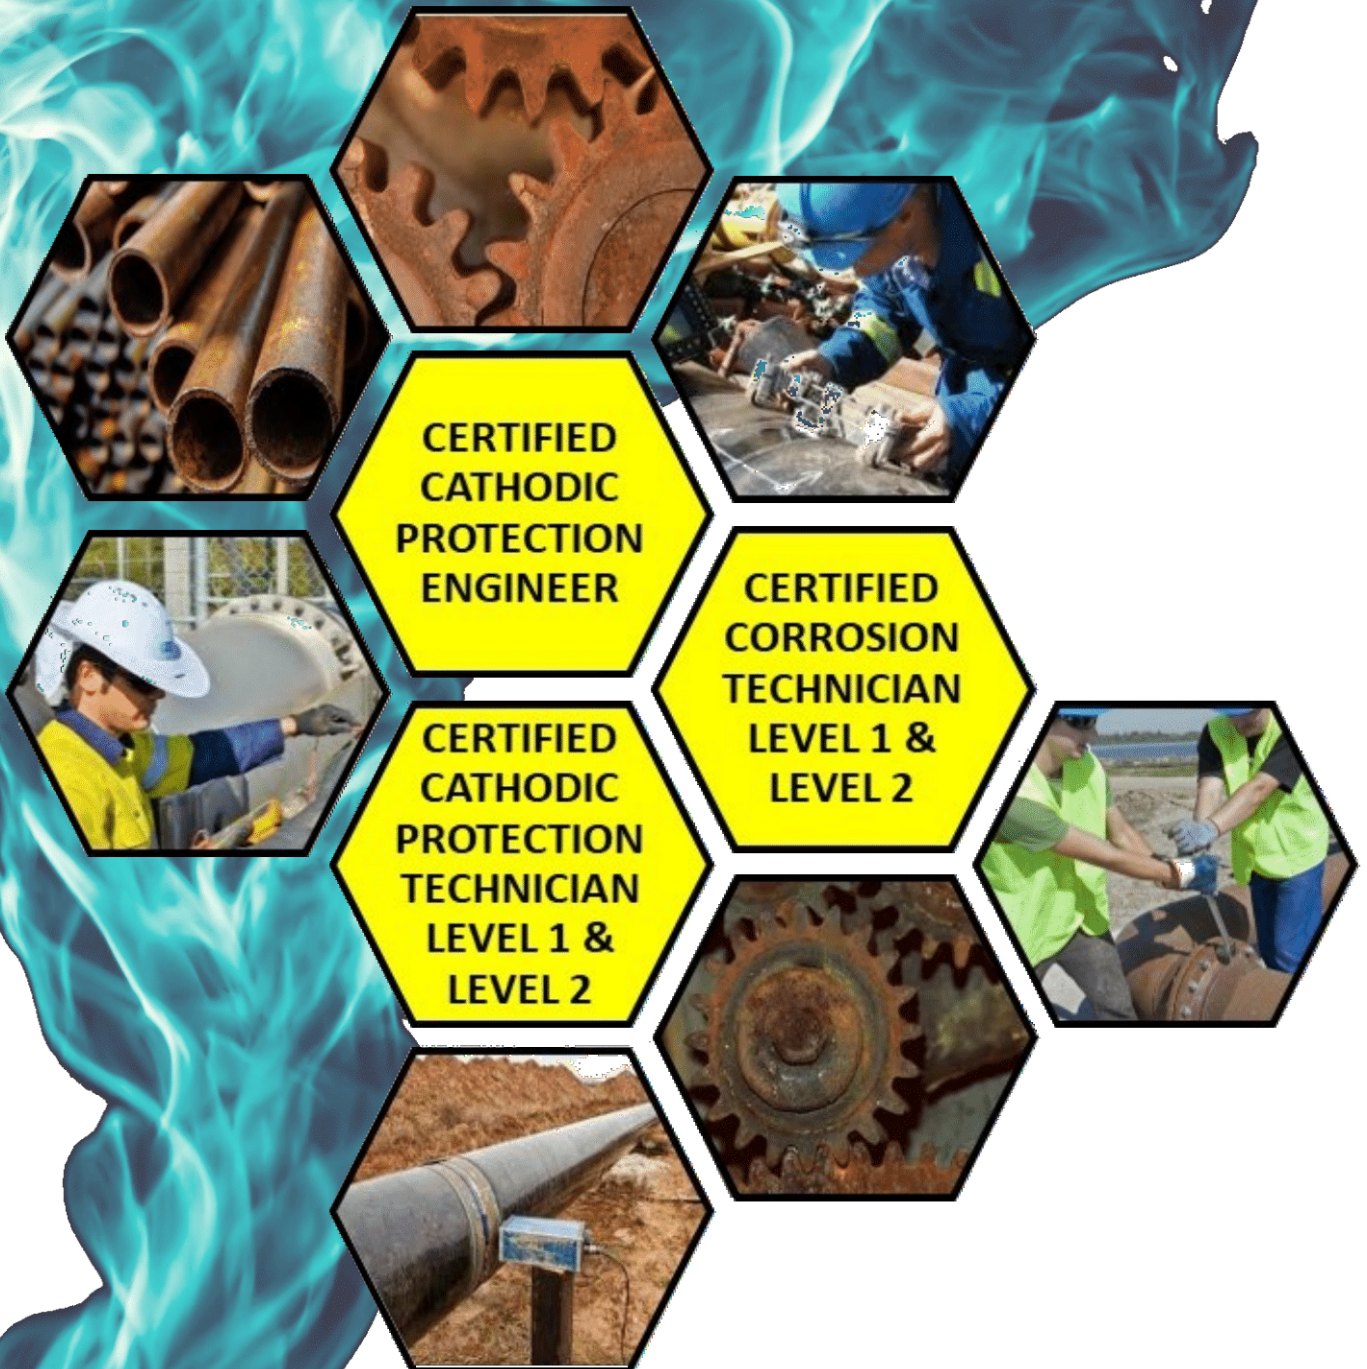 CERTIFIED
CATHODIC
PROTECTION
ENGINEER
CERTIFIED
CORROSION
TECHNICIAN
LEVEL 1 &
LEVEL 2
CERTIFIED
CATHODIC
PROTECTION
TECHNICIAN
LEVEL 1 &
LEVEL 2